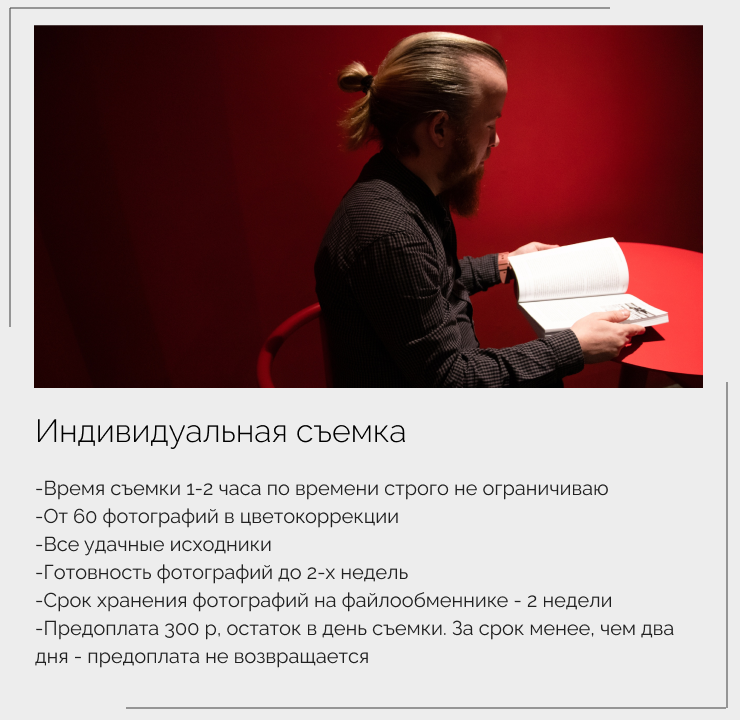 Индивидуальная съемка
-Время съемки 1-2 часа по времени строго не ограничиваю
-От 60 фотографий в цветокоррекции
-Все удачные исходники
-Готовность фотографий до 2-х недель
-Срок хранения фотографий на файлообменнике - 2 недели
-Предоплата 300 р, остаток в день съемки. За срок менее, чем два
дня - предоплата не возвращается